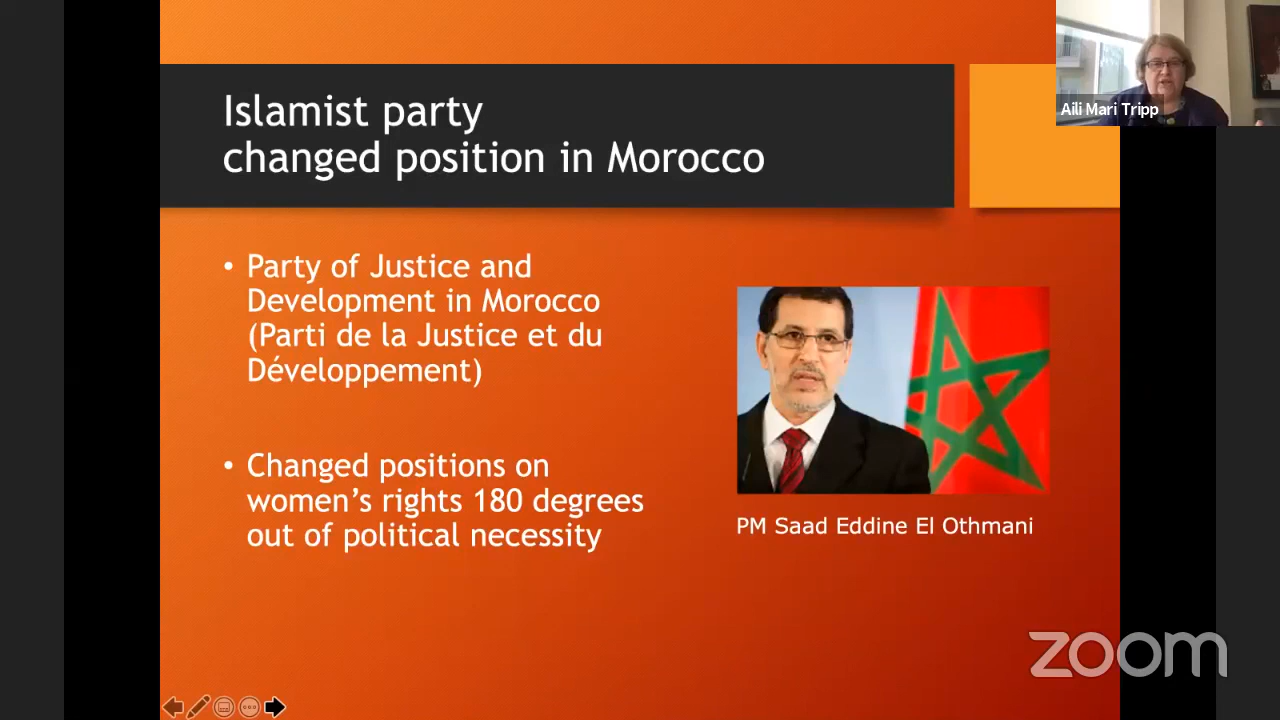 Islamist party
changed position in Morocco
Aili Mari Tripp
• Party of Justice and
Development in Morocco
(Parti de la Justice et du
Développement)
• Changed positions on
women’s rights 180 degrees
out of political necessity
PM Saad Eddine El Othmani
zoom